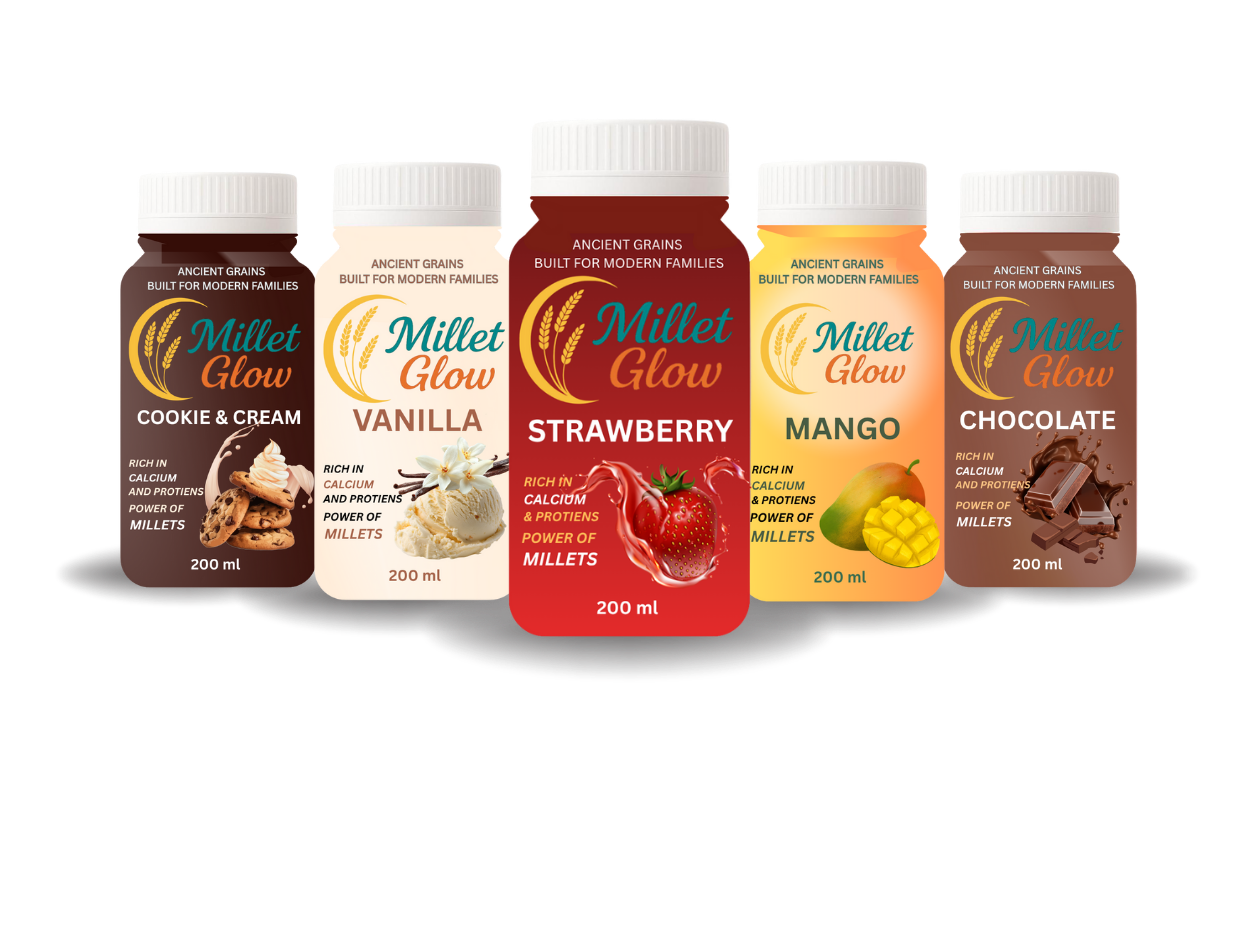 ANCIENT GRAINS
BUILT FOR MODERN FAMILIES
Millet
Glow
COOKIE & CREAM
RICH IN
CALCIUM
AND PROTIENS
POWER OF
MILLETS
200 ml
ANCIENT GRAINS
BUILT FOR MODERN FAMILIES
Millet
Glow
VANILLA
RICH IN
CALCIUM
AND PROTIENS
POWER OF
MILLETS
200 ml
ANCIENT GRAINS
BUILT FOR MODERN FAMILIES
Millet
Glow
STRAWBERRY
RICH IN
CALCIUM
& PROTIENS
POWER OF
MILLETS
200 ml
ANCIENT GRAINS
BUILT FOR MODERN FAMILIES
Millet
Glow
MANGO
RICH IN
CALCIUM
& PROTIENS
POWER OF
MILLETS
200 ml
ANCIENT GRAINS
BUILT FOR MODERN FAMILIES
Millet
Glow
CHOCOLATE
RICH IN
CALCIUM
AND PROTIENS
POWER OF
MILLETS
200 ml